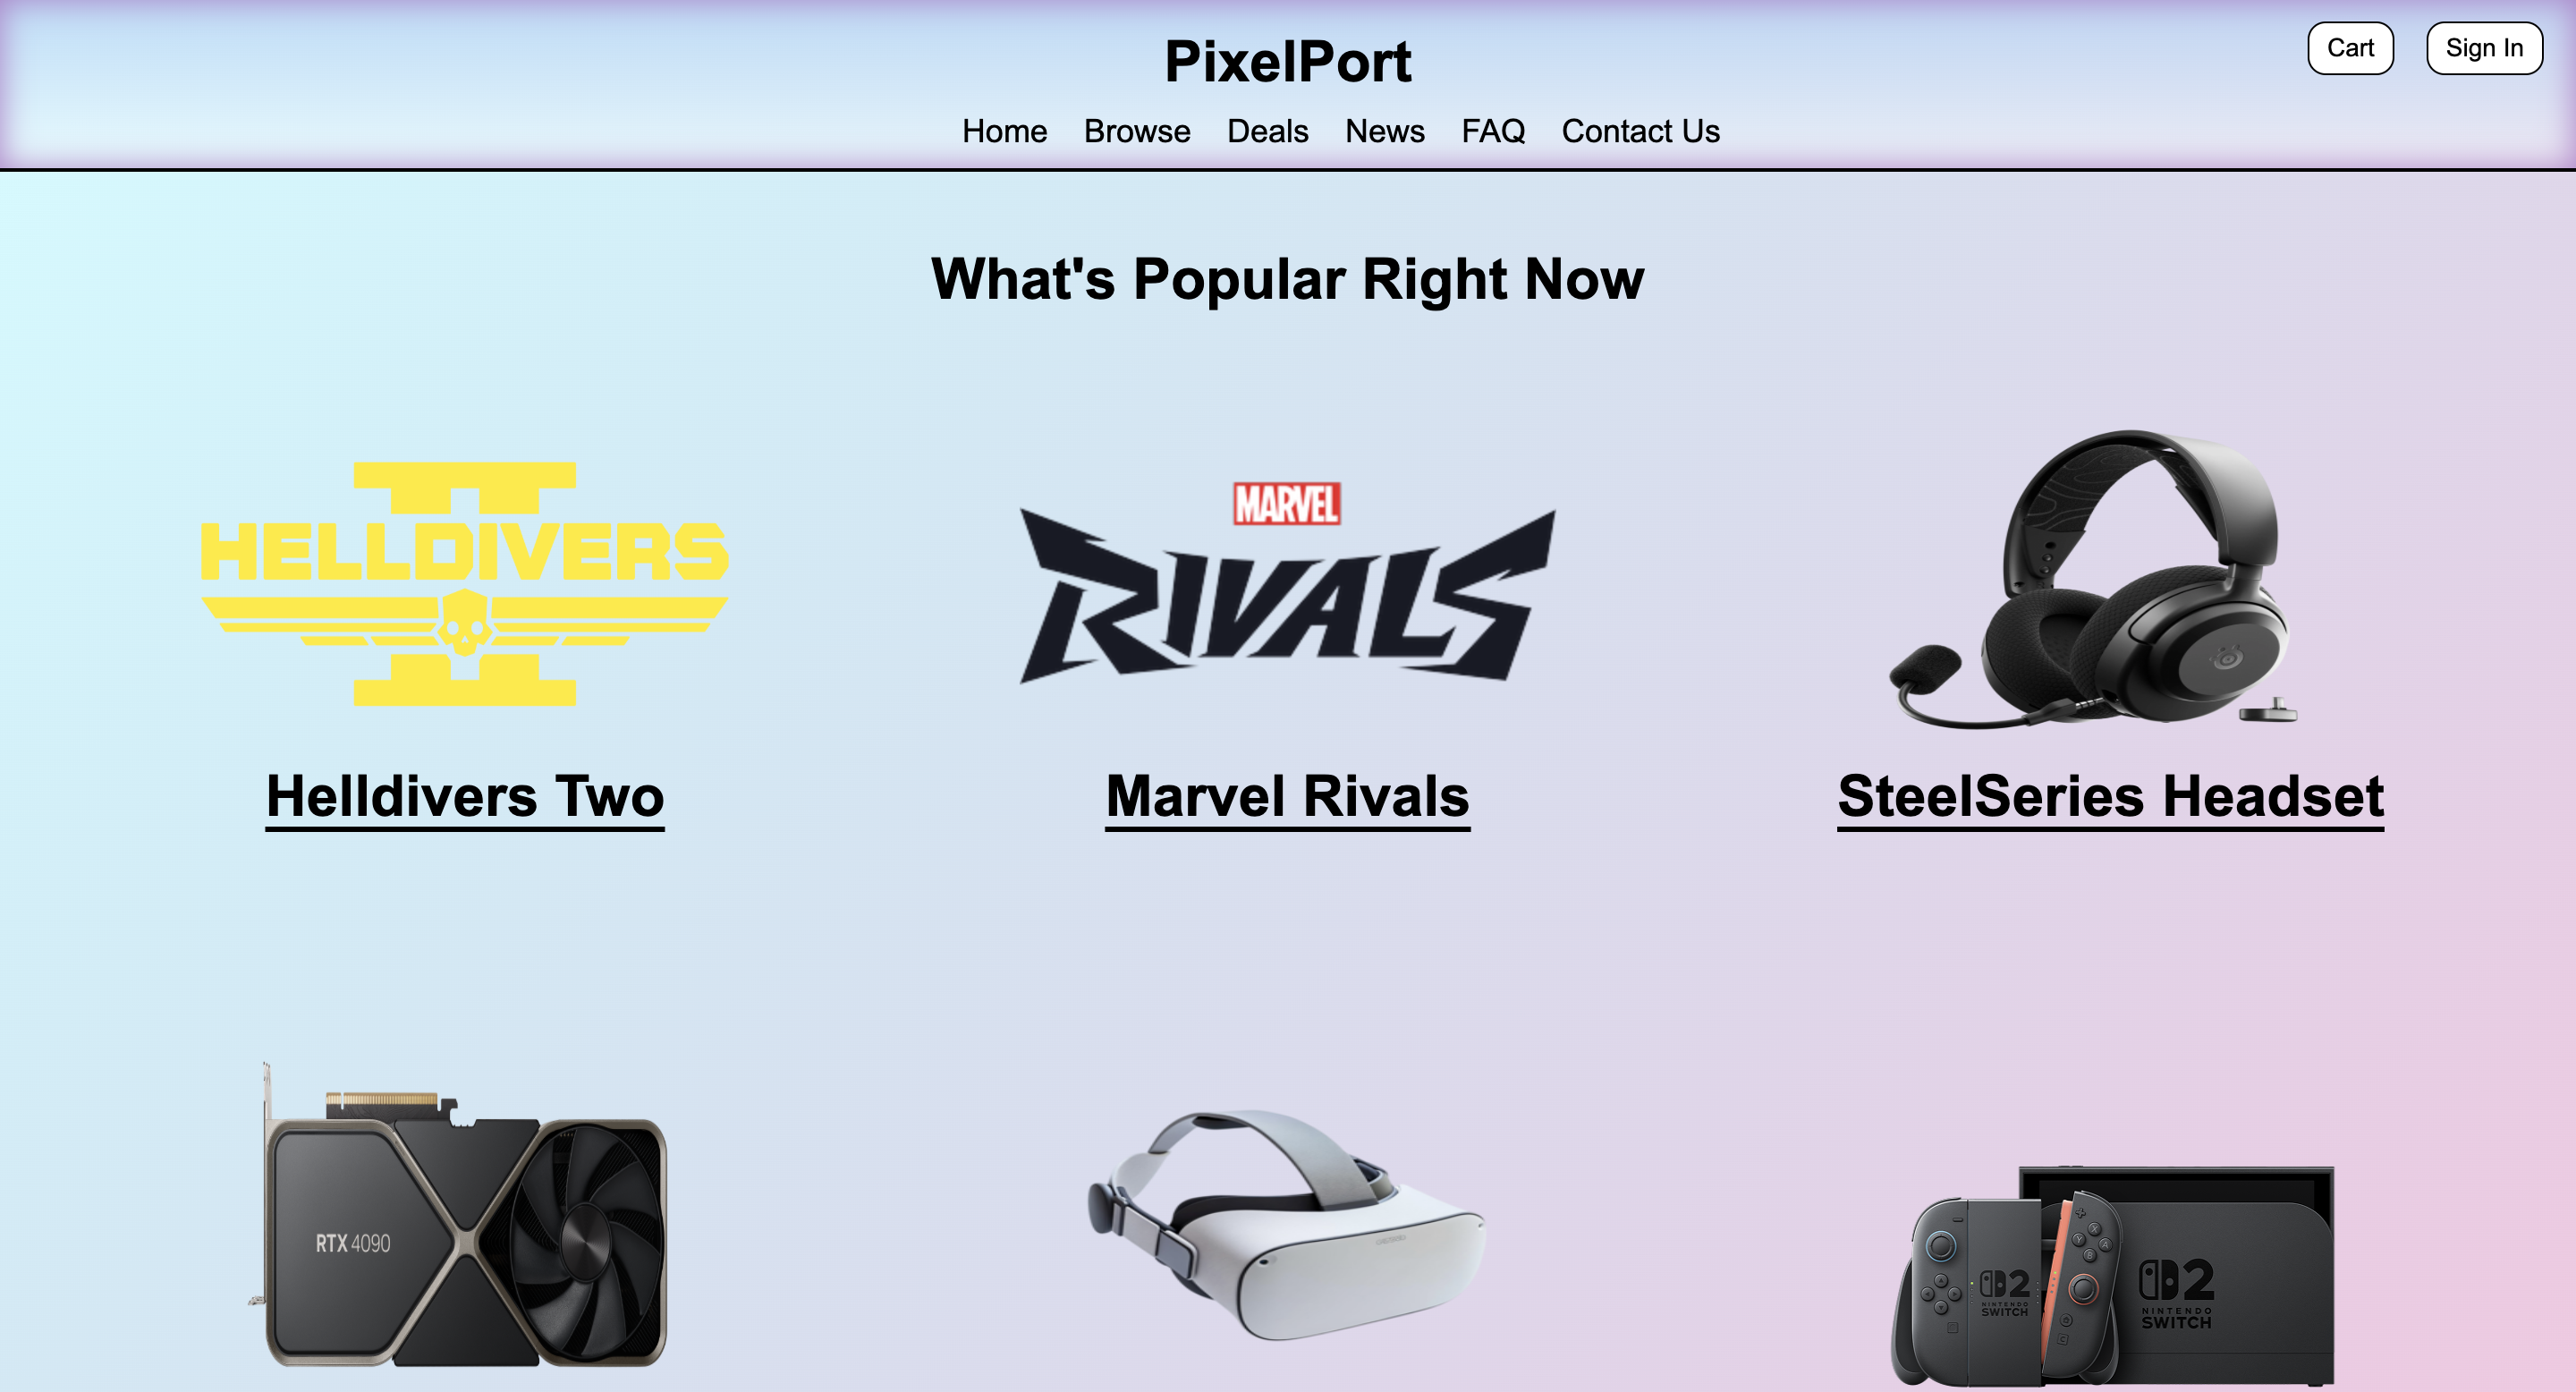 PixelPort
Cart
Sign In
Home Browse Deals News FAQ Contact Us
What's Popular Right Now
HELLDIVERS
II
MARVEL
RIVALS
Helldivers Two
Marvel Rivals
SteelSeries Headset
RTX 4090
2
NINTENDO
SWITCH
2
NINTENDO
SWITCH